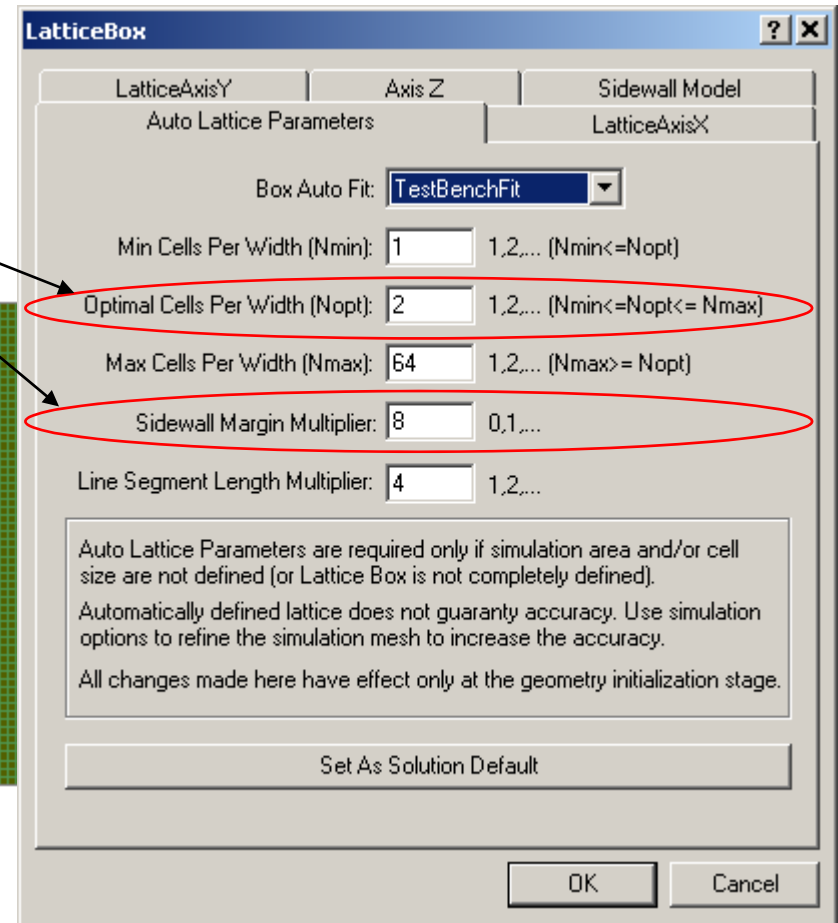 LatticeBox
LatticeAxisY Axis Z Sidewall Model
Auto Lattice Parameters LatticeAxisX
Box Auto Fit: TestBenchFit
Min Cells Per Width (Nmin): 1 1,2,... (Nmin<=Nopt)
Optimal Cells Per Width (Nopt): 2 1,2,... (Nmin<=Nopt<= Nmax)
Max Cells Per Width (Nmax): 64 1,2,... (Nmax>= Nopt)
Sidewall Margin Multiplier: 8 0,1,...
Line Segment Length Multiplier: 4 1,2,...
Auto Lattice Parameters are required only if simulation area and/or cell
size are not defined (or Lattice Box is not completely defined).
Automatically defined lattice does not guaranty accuracy. Use simulation
options to refine the simulation mesh to increase the accuracy.
All changes made here have effect only at the geometry initialization stage.
Set As Solution Default
OK Cancel